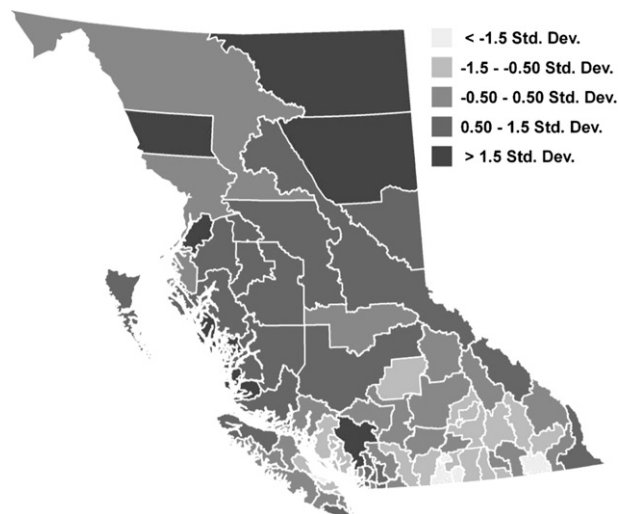 < -1.5 Std. Dev.
-1.5 - -0.50 Std. Dev.
-0.50 - 0.50 Std. Dev.
0.50 - 1.5 Std. Dev.
> 1.5 Std. Dev.